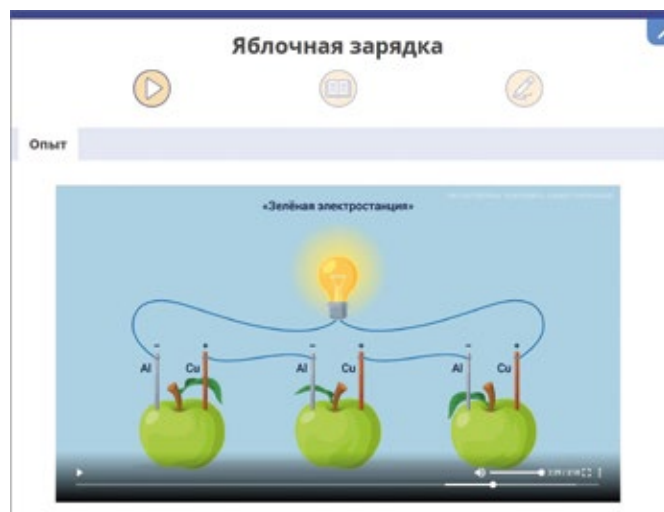 Яблочная зарядка
Опыт
«Зелёная электростанция»
- + - + - +
Al Cu Al Cu Al Cu